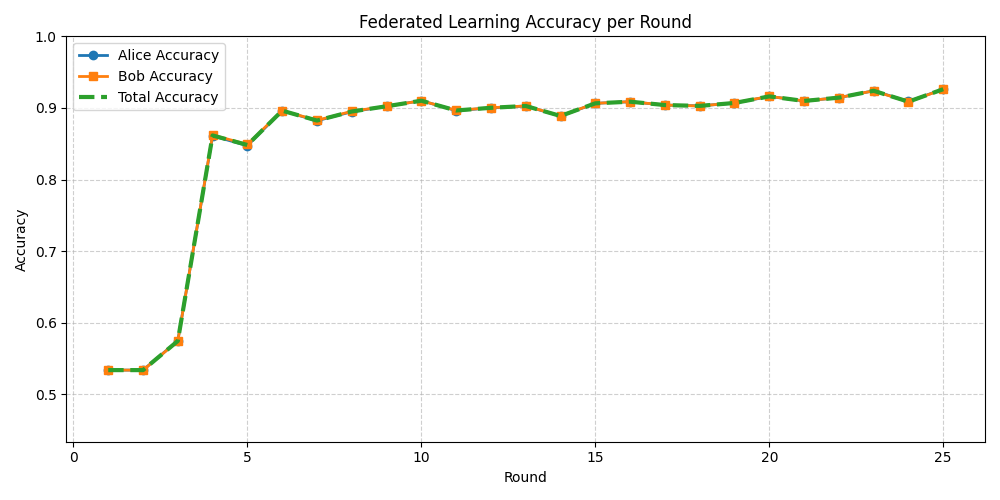 Federated Learning Accuracy per Round
Alice Accuracy
Bob Accuracy
Total Accuracy
1.0
0.9
0.8
0.7
0.6
0.5
Accuracy
0 5 10 15 20 25
Round